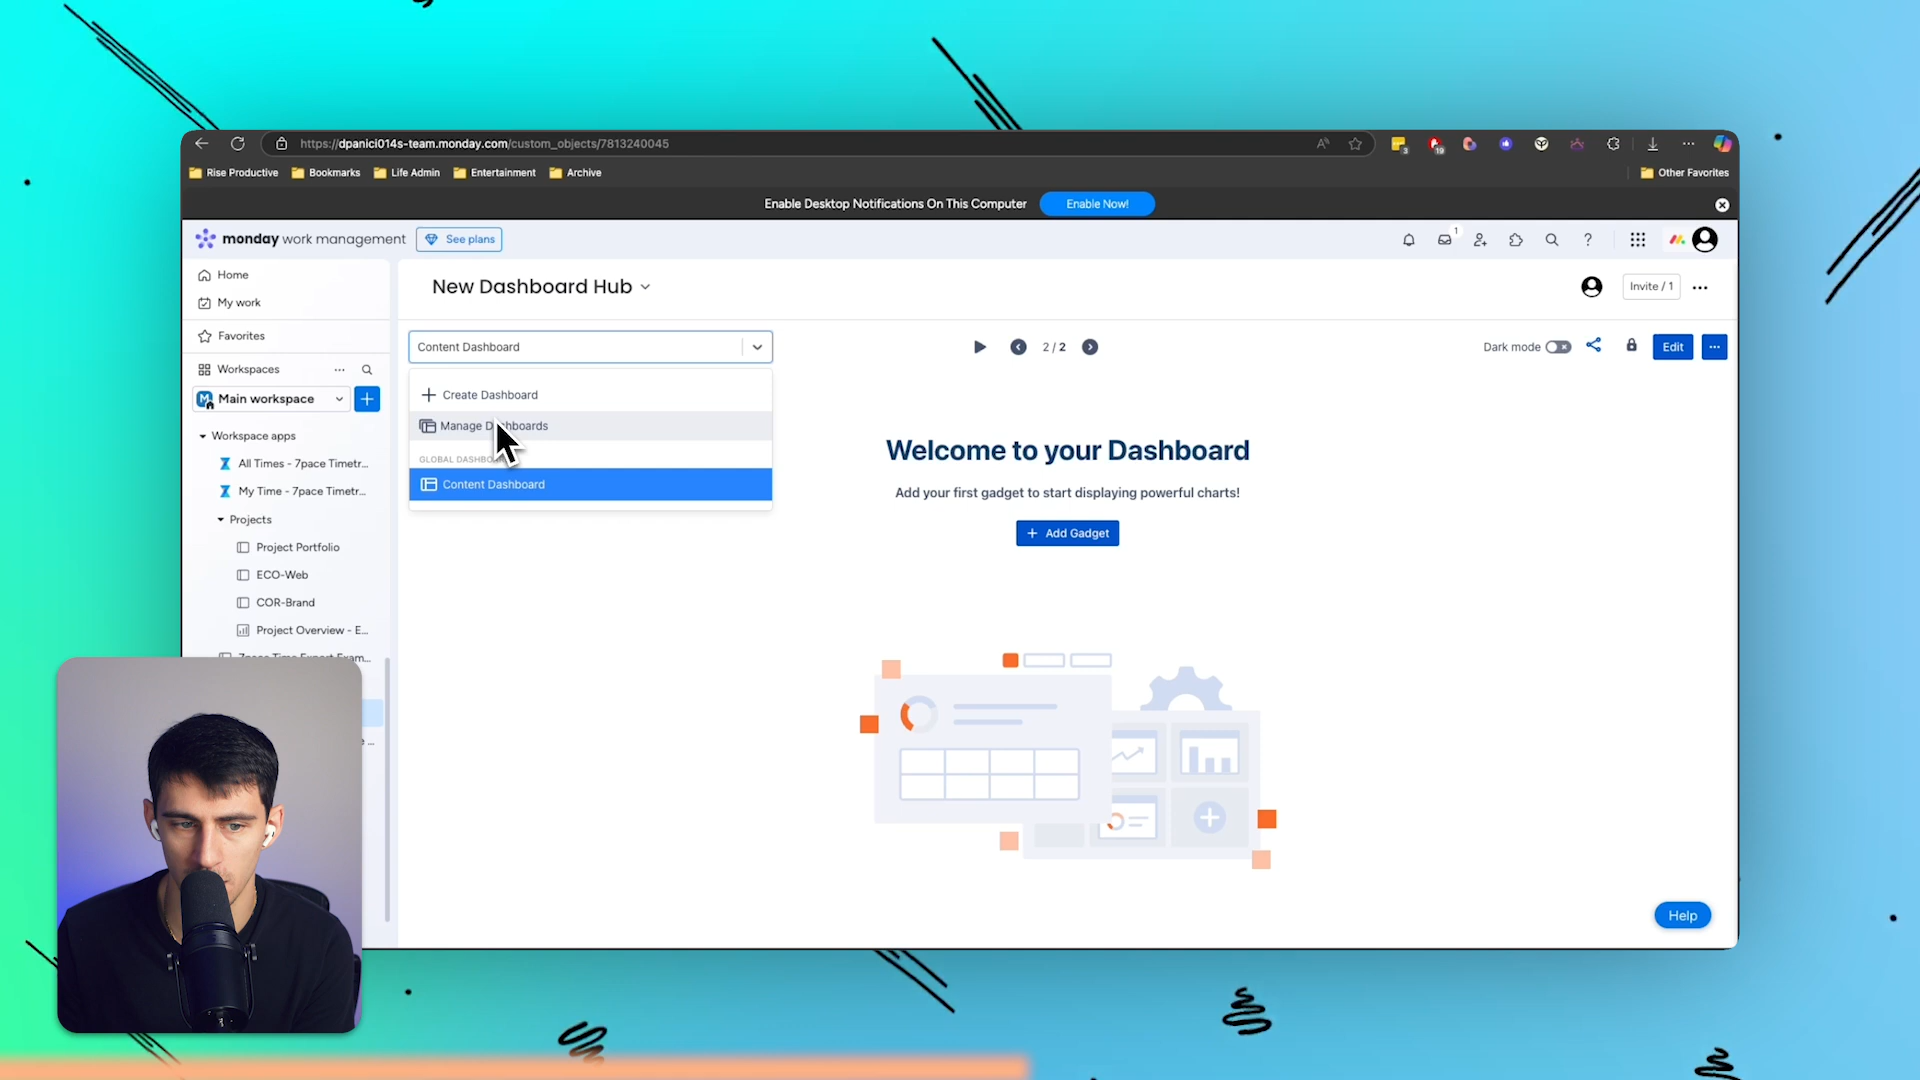 https://dpanici014s-team.monday.com/custom_objects/7813240045
3
19
Rise Productive
Bookmarks
Life Admin
Entertainment
Archive
Other Favorites
Enable Desktop Notifications On This Computer
Enable Now!
monday work management
See plans
1
Home
My work
Favorites
Workspaces
M
Main workspace
Workspace apps
All Times - 7pace Timetr...
My Time - 7pace Timetr...
Projects
Project Portfolio
ECO-Web
COR-Brand
Project Overview - E...
New Dashboard Hub
Invite / 1
Content Dashboard
Create Dashboard
Manage Dashboards
Content Dashboard
2 / 2
Dark mode
Edit
Welcome to your Dashboard
Add your first gadget to start displaying powerful charts!
Add Gadget
Help